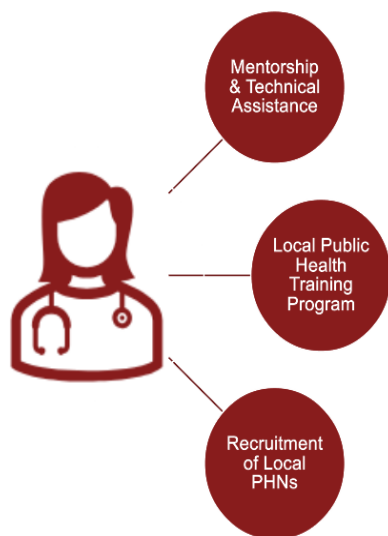 Mentorship
& Technical
Assistance
Local Public
Health
Training
Program
Recruitment
of Local
PHNs